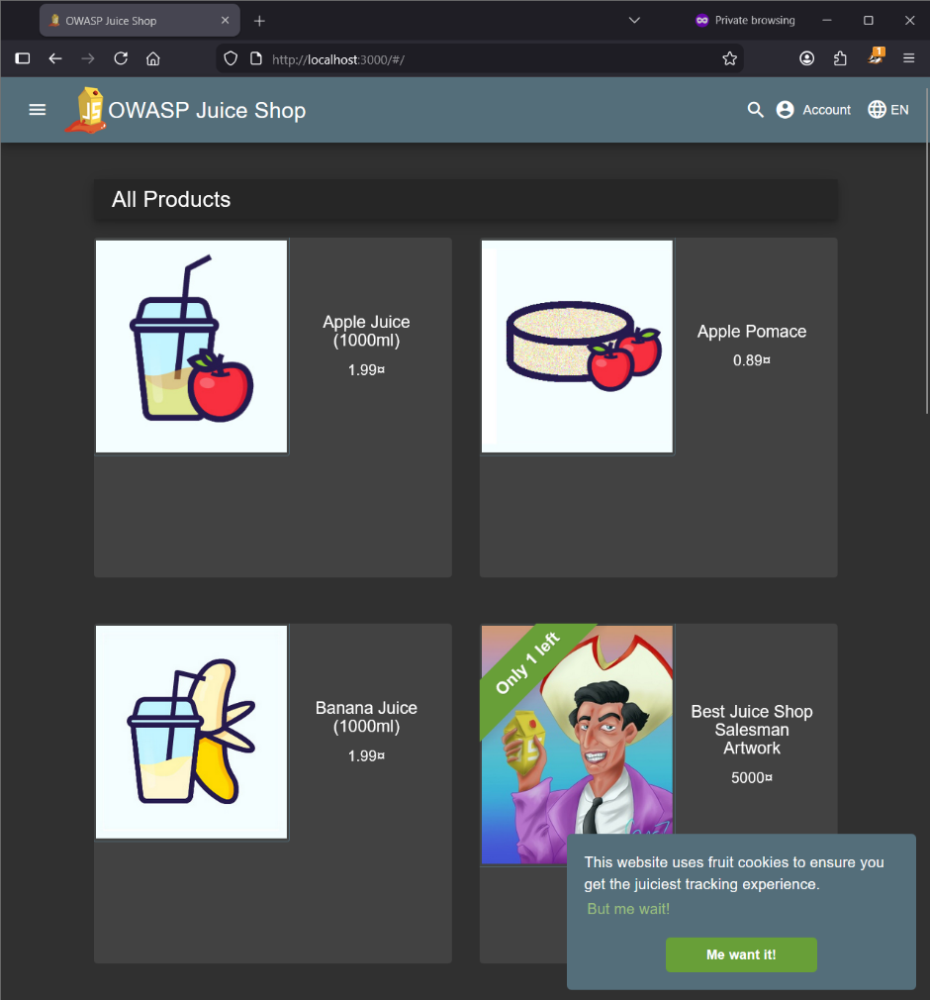 OWASP Juice Shop
Private browsing
http://localhost:3000/#/
1
JS
OWASP Juice Shop
Account
EN
All Products
Apple Juice
(1000ml)
1.99¤
Apple Pomace
0.89¤
Banana Juice
(1000ml)
1.99¤
Only 1 left
Best Juice Shop
Salesman
Artwork
5000¤
This website uses fruit cookies to ensure you
get the juiciest tracking experience.
But me wait!
Me want it!